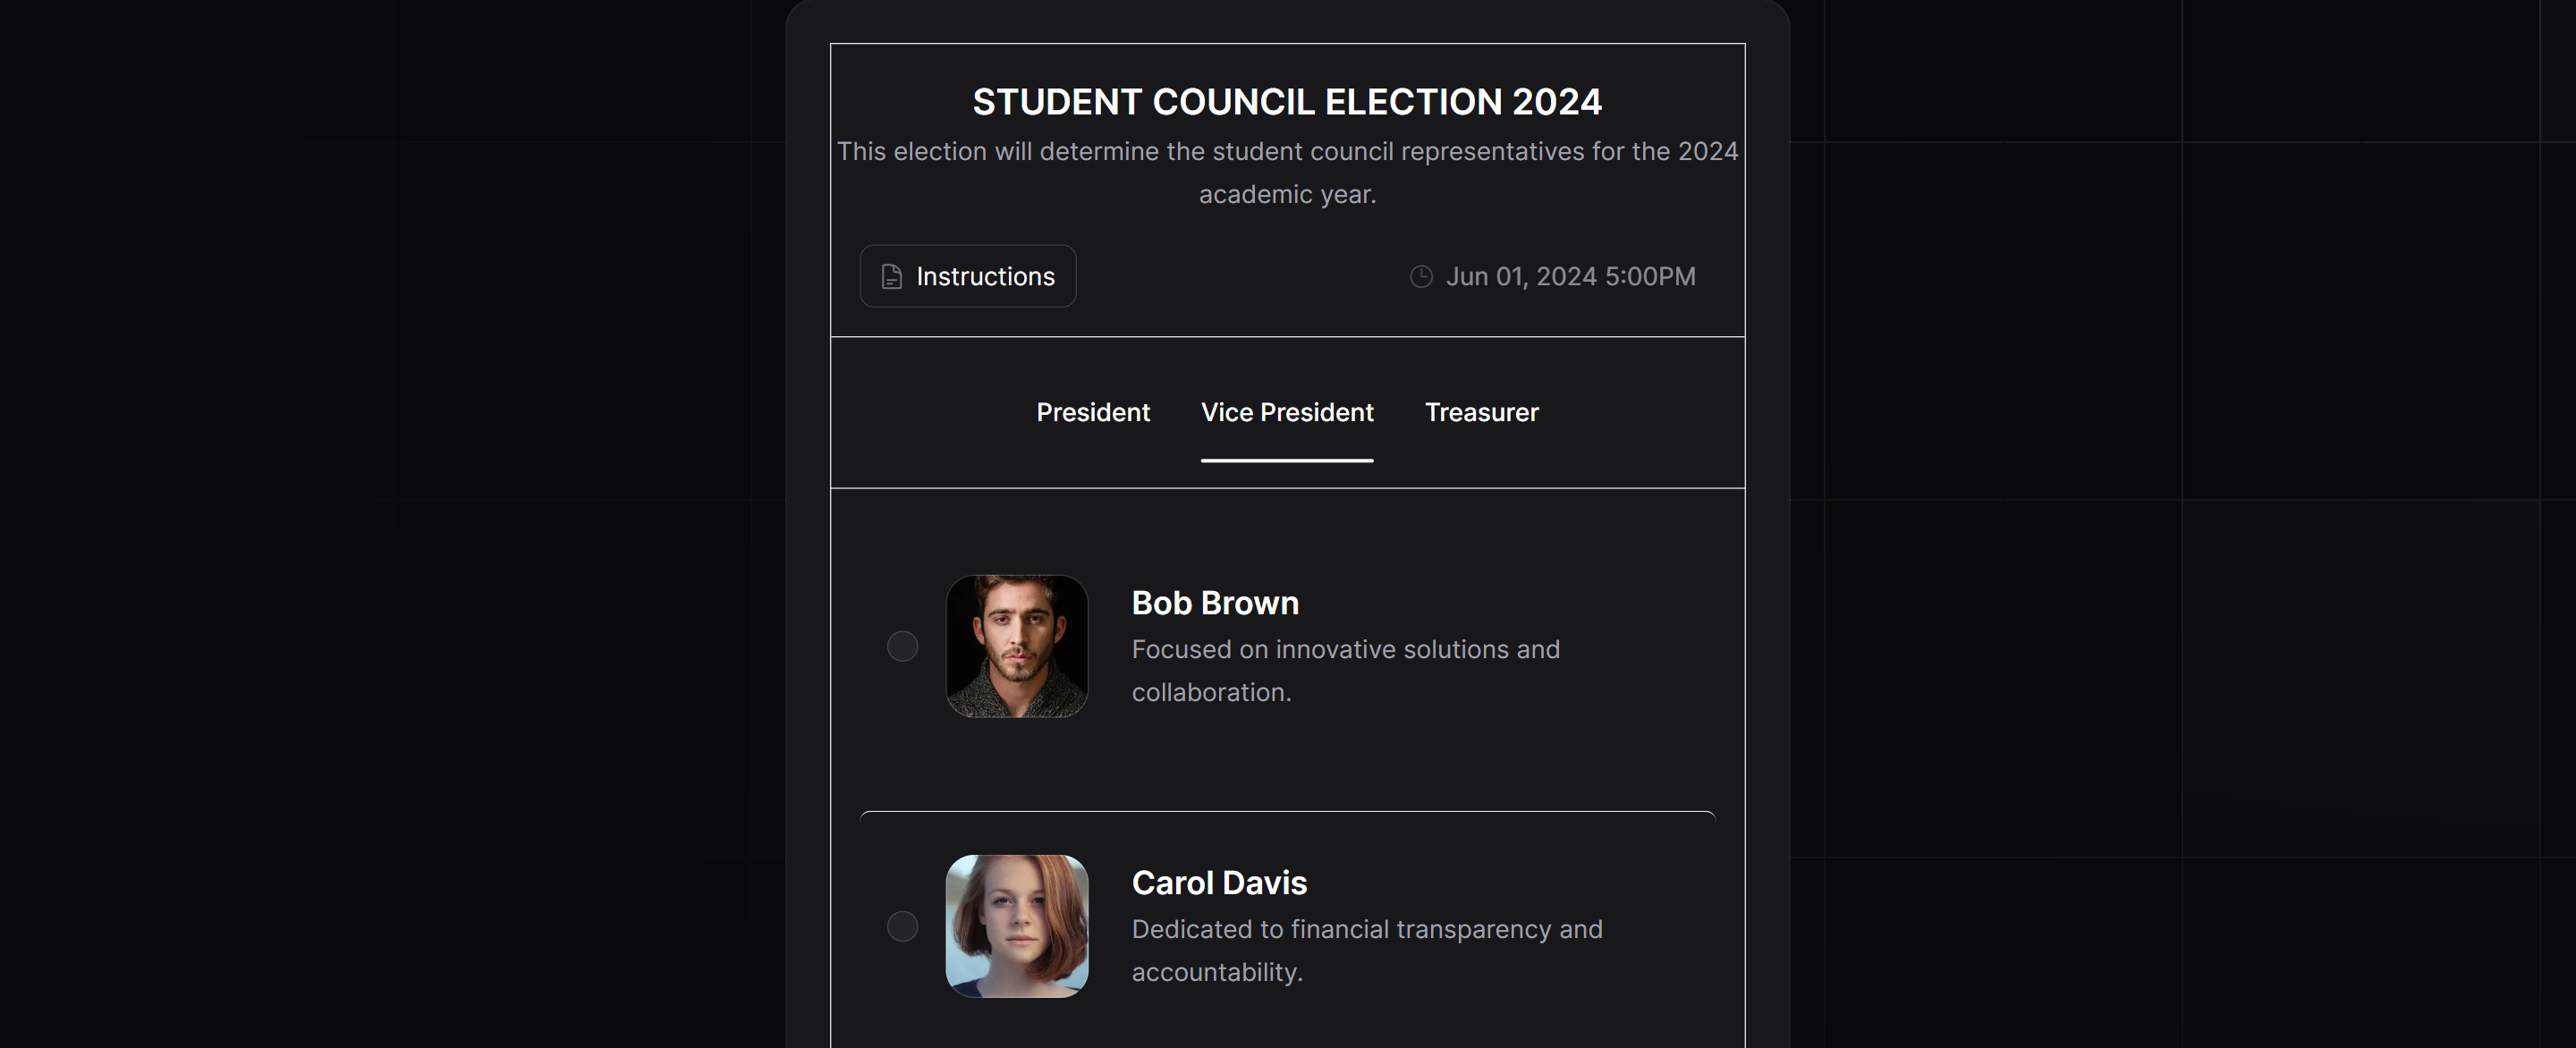 STUDENT COUNCIL ELECTION 2024
This election will determine the student council representatives for the 2024
academic year.
Instructions
Jun 01, 2024 5:00PM
President
Vice President
Treasurer
Bob Brown
Focused on innovative solutions and
collaboration.
Carol Davis
Dedicated to financial transparency and
accountability.